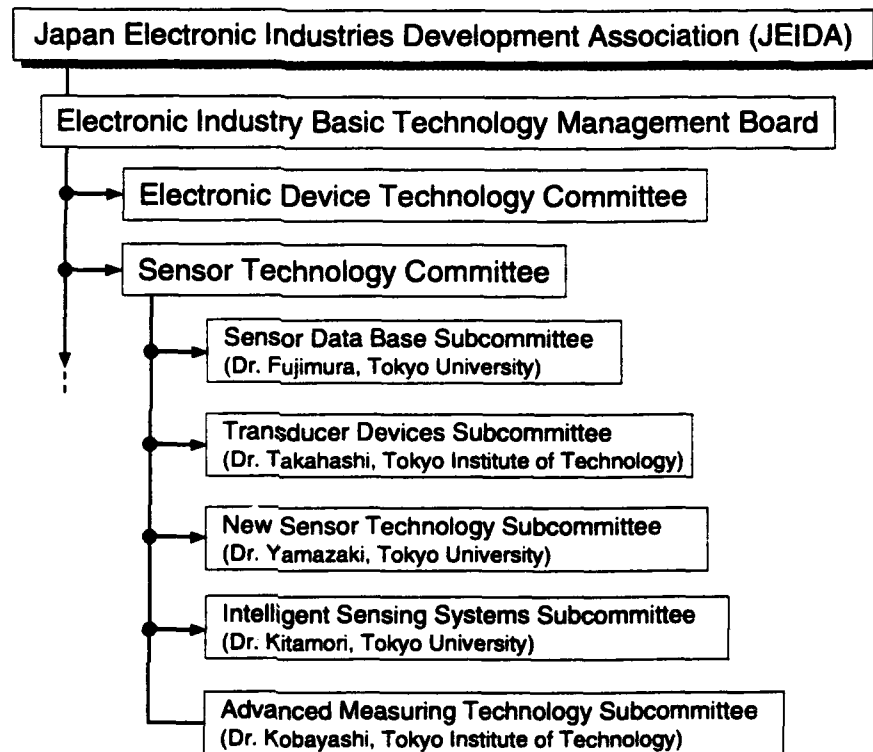 Japan Electronic Industries Development Association (JEIDA)
Electronic Industry Basic Technology Management Board
Electronic Device Technology Committee
Sensor Technology Committee
Sensor Data Base Subcommittee
(Dr. Fujimura, Tokyo University)
Transducer Devices Subcommittee
(Dr. Takahashi, Tokyo Institute of Technology)
New Sensor Technology Subcommittee
(Dr. Yamazaki, Tokyo University)
Intelligent Sensing Systems Subcommittee
(Dr. Kitamori, Tokyo University)
Advanced Measuring Technology Subcommittee
(Dr. Kobayashi, Tokyo Institute of Technology)